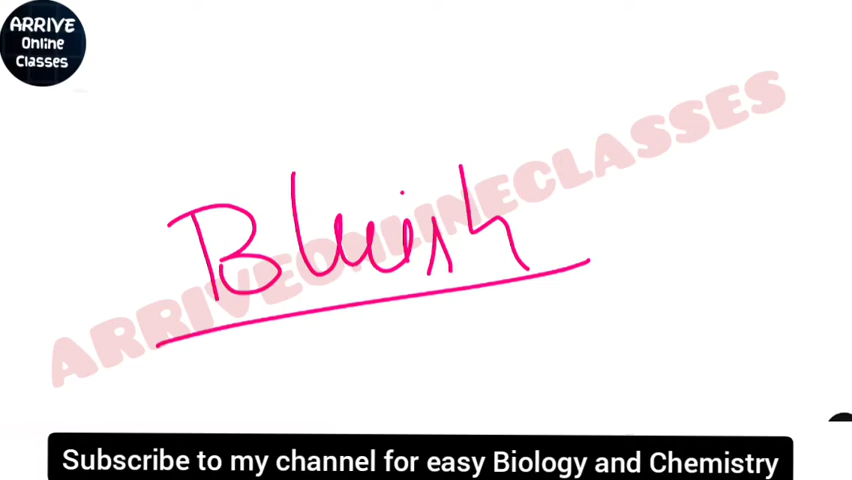 ARRIVE
Online
Classes
ARRIVEONLINECLASSES
Bluish
Subscribe to my channel for easy Biology and Chemistry